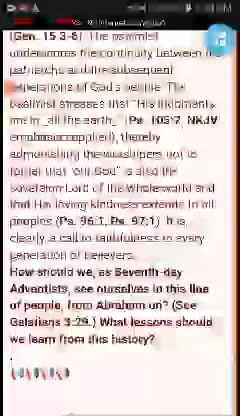 (Gen. 15:3-6). The psalmist
underscores the continuity between the
patriarchs and the subsequent
generations of God's people. The
psalmist stresses that "His judgments
are in all the earth," (Ps. 105:7, NKJV
emphasis supplied), thereby
admonishing the worshipers not to
forget that "our God" is also the
sovereign Lord of the whole world and
that His loving kindness extends to all
peoples (Ps. 96:1, Ps. 97:1). It is
clearly a call to faithfulness to every
generation of believers.
How should we, as Seventh-day
Adventists, see ourselves in this line
of people, from Abraham on? (See
Galatians 3:29.) What lessons should
we learn from this history?